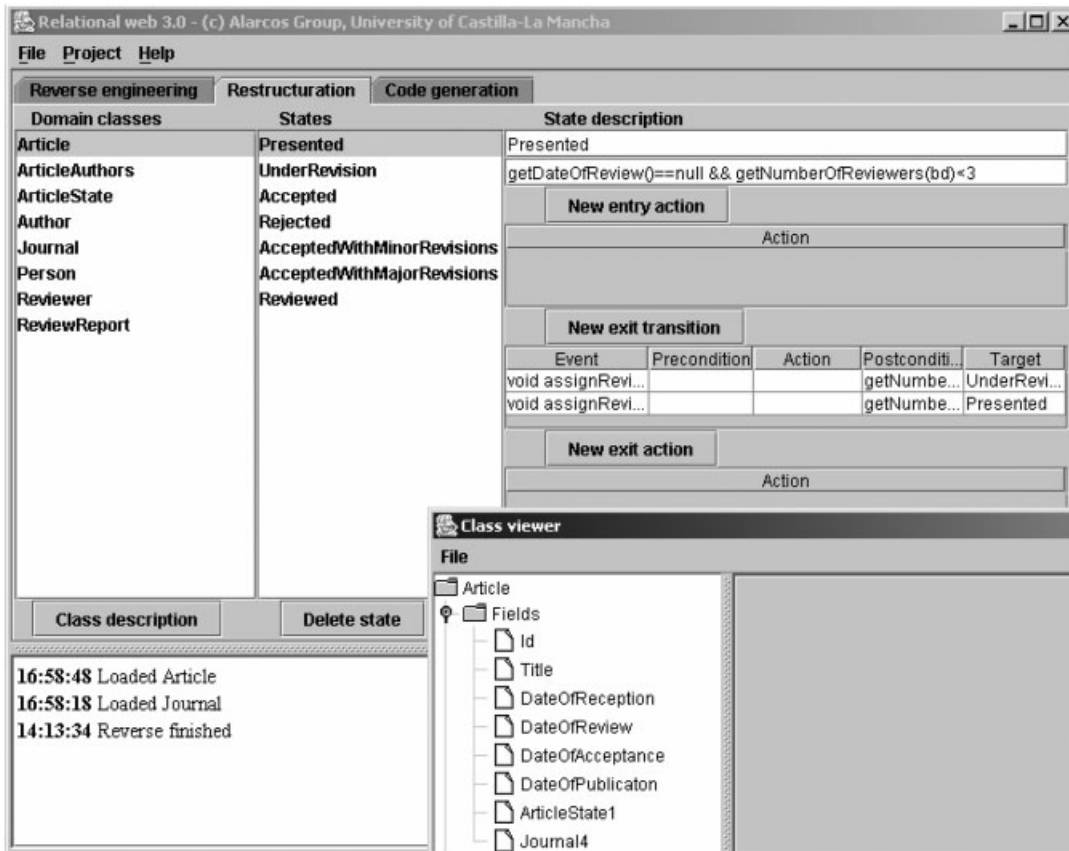 Relational web 3.0 - (c) Alarcos Group, University of Castilla-La Mancha
File Project Help
Reverse engineering Restructuration Code generation
Domain classes States State description
Article Presented Presented
ArticleAuthors UnderRevision getDateOfReview()==null && getNumberOfReviewers(bd)<3
ArticleState Accepted New entry action
Author Rejected Action
Journal AcceptedWithMinorRevisions
Person AcceptedWithMajorRevisions
Reviewer Reviewed
ReviewReport New exit transition
Event Precondition Action Postconditi... Target
void assignRevi... getNumbe... UnderRevi...
void assignRevi... getNumbe... Presented
New exit action
Action
Class description Delete state
16:58:48 Loaded Article
16:58:18 Loaded Journal
14:13:34 Reverse finished
Class viewer
File
Article
Fields
Id
Title
DateOfReception
DateOfReview
DateOfAcceptance
DateOfPublicaton
ArticleState1
Journal4